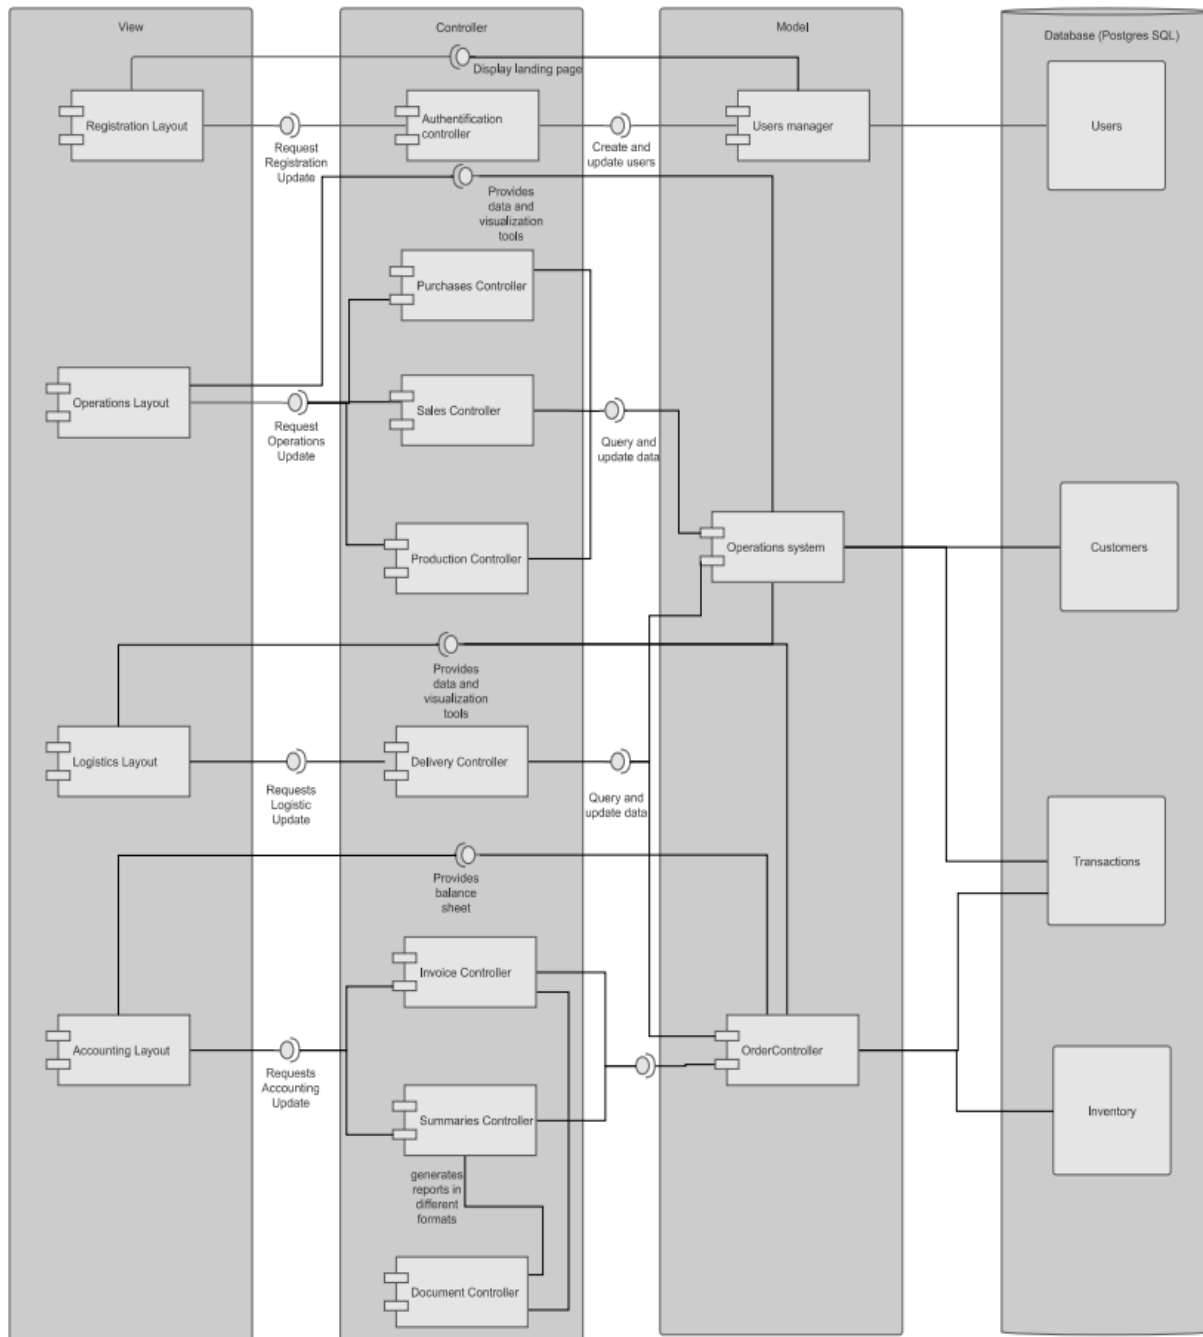 View
Controller
Model
Database (Postgres SQL)
Display landing page
Registration Layout
Request
Registration
Update
Authentification
controller
Create and
update users
Users manager
Users
Provides
data and
visualization
tools
Purchases Controller
Operations Layout
Request
Operations
Update
Sales Controller
Query and
update data
Production Controller
Operations system
Customers
Provides
data and
visualization
tools
Logistics Layout
Requests
Logistic
Update
Delivery Controller
Query and
update data
Transactions
Provides
balance
sheet
Invoice Controller
Accounting Layout
Requests
Accounting
Update
OrderController
Summaries Controller
Inventory
generates
reports in
different
formats
Document Controller